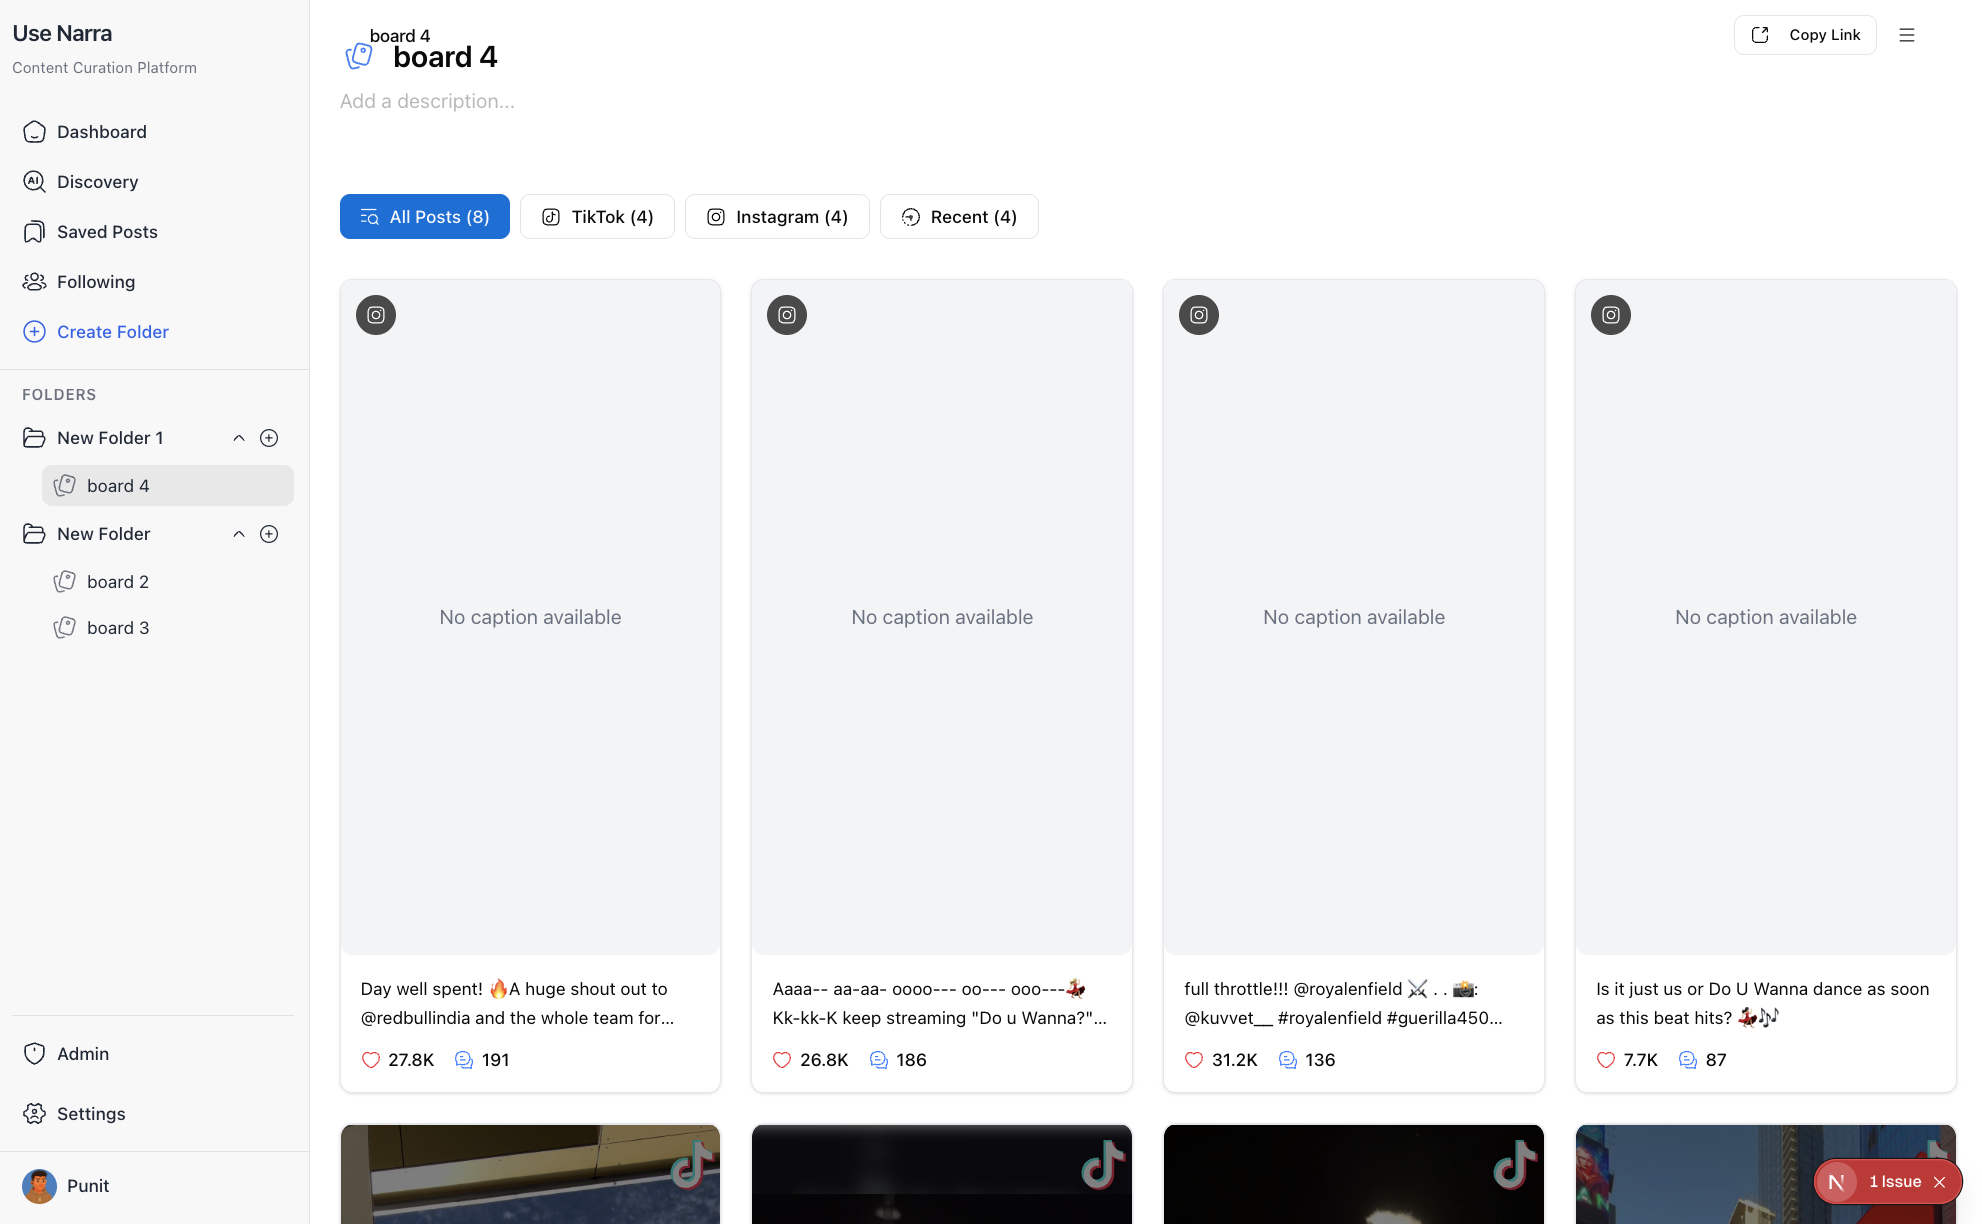 Use Narra
Content Curation Platform
Dashboard
Discovery
Saved Posts
Following
Create Folder
FOLDERS
New Folder 1
board 4
New Folder
board 2
board 3
Admin
Settings
Punit
board 4
board 4
Add a description...
Copy Link
All Posts (8)
TikTok (4)
Instagram (4)
Recent (4)
No caption available
No caption available
No caption available
No caption available
Day well spent! 🔥A huge shout out to
@redbullindia and the whole team for...
27.8K 191
Aaaa-- aa-aa- oooo--- oo--- ooo---💃🏻
Kk-kk-K keep streaming "Do u Wanna?"...
26.8K 186
full throttle!!! @royalenfield ⚔️ . . 📸:
@kuvvet__ #royalenfield #guerilla450...
31.2K 136
Is it just us or Do U Wanna dance as soon
as this beat hits? 💃🏻🎶
7.7K 87
N 1 Issue